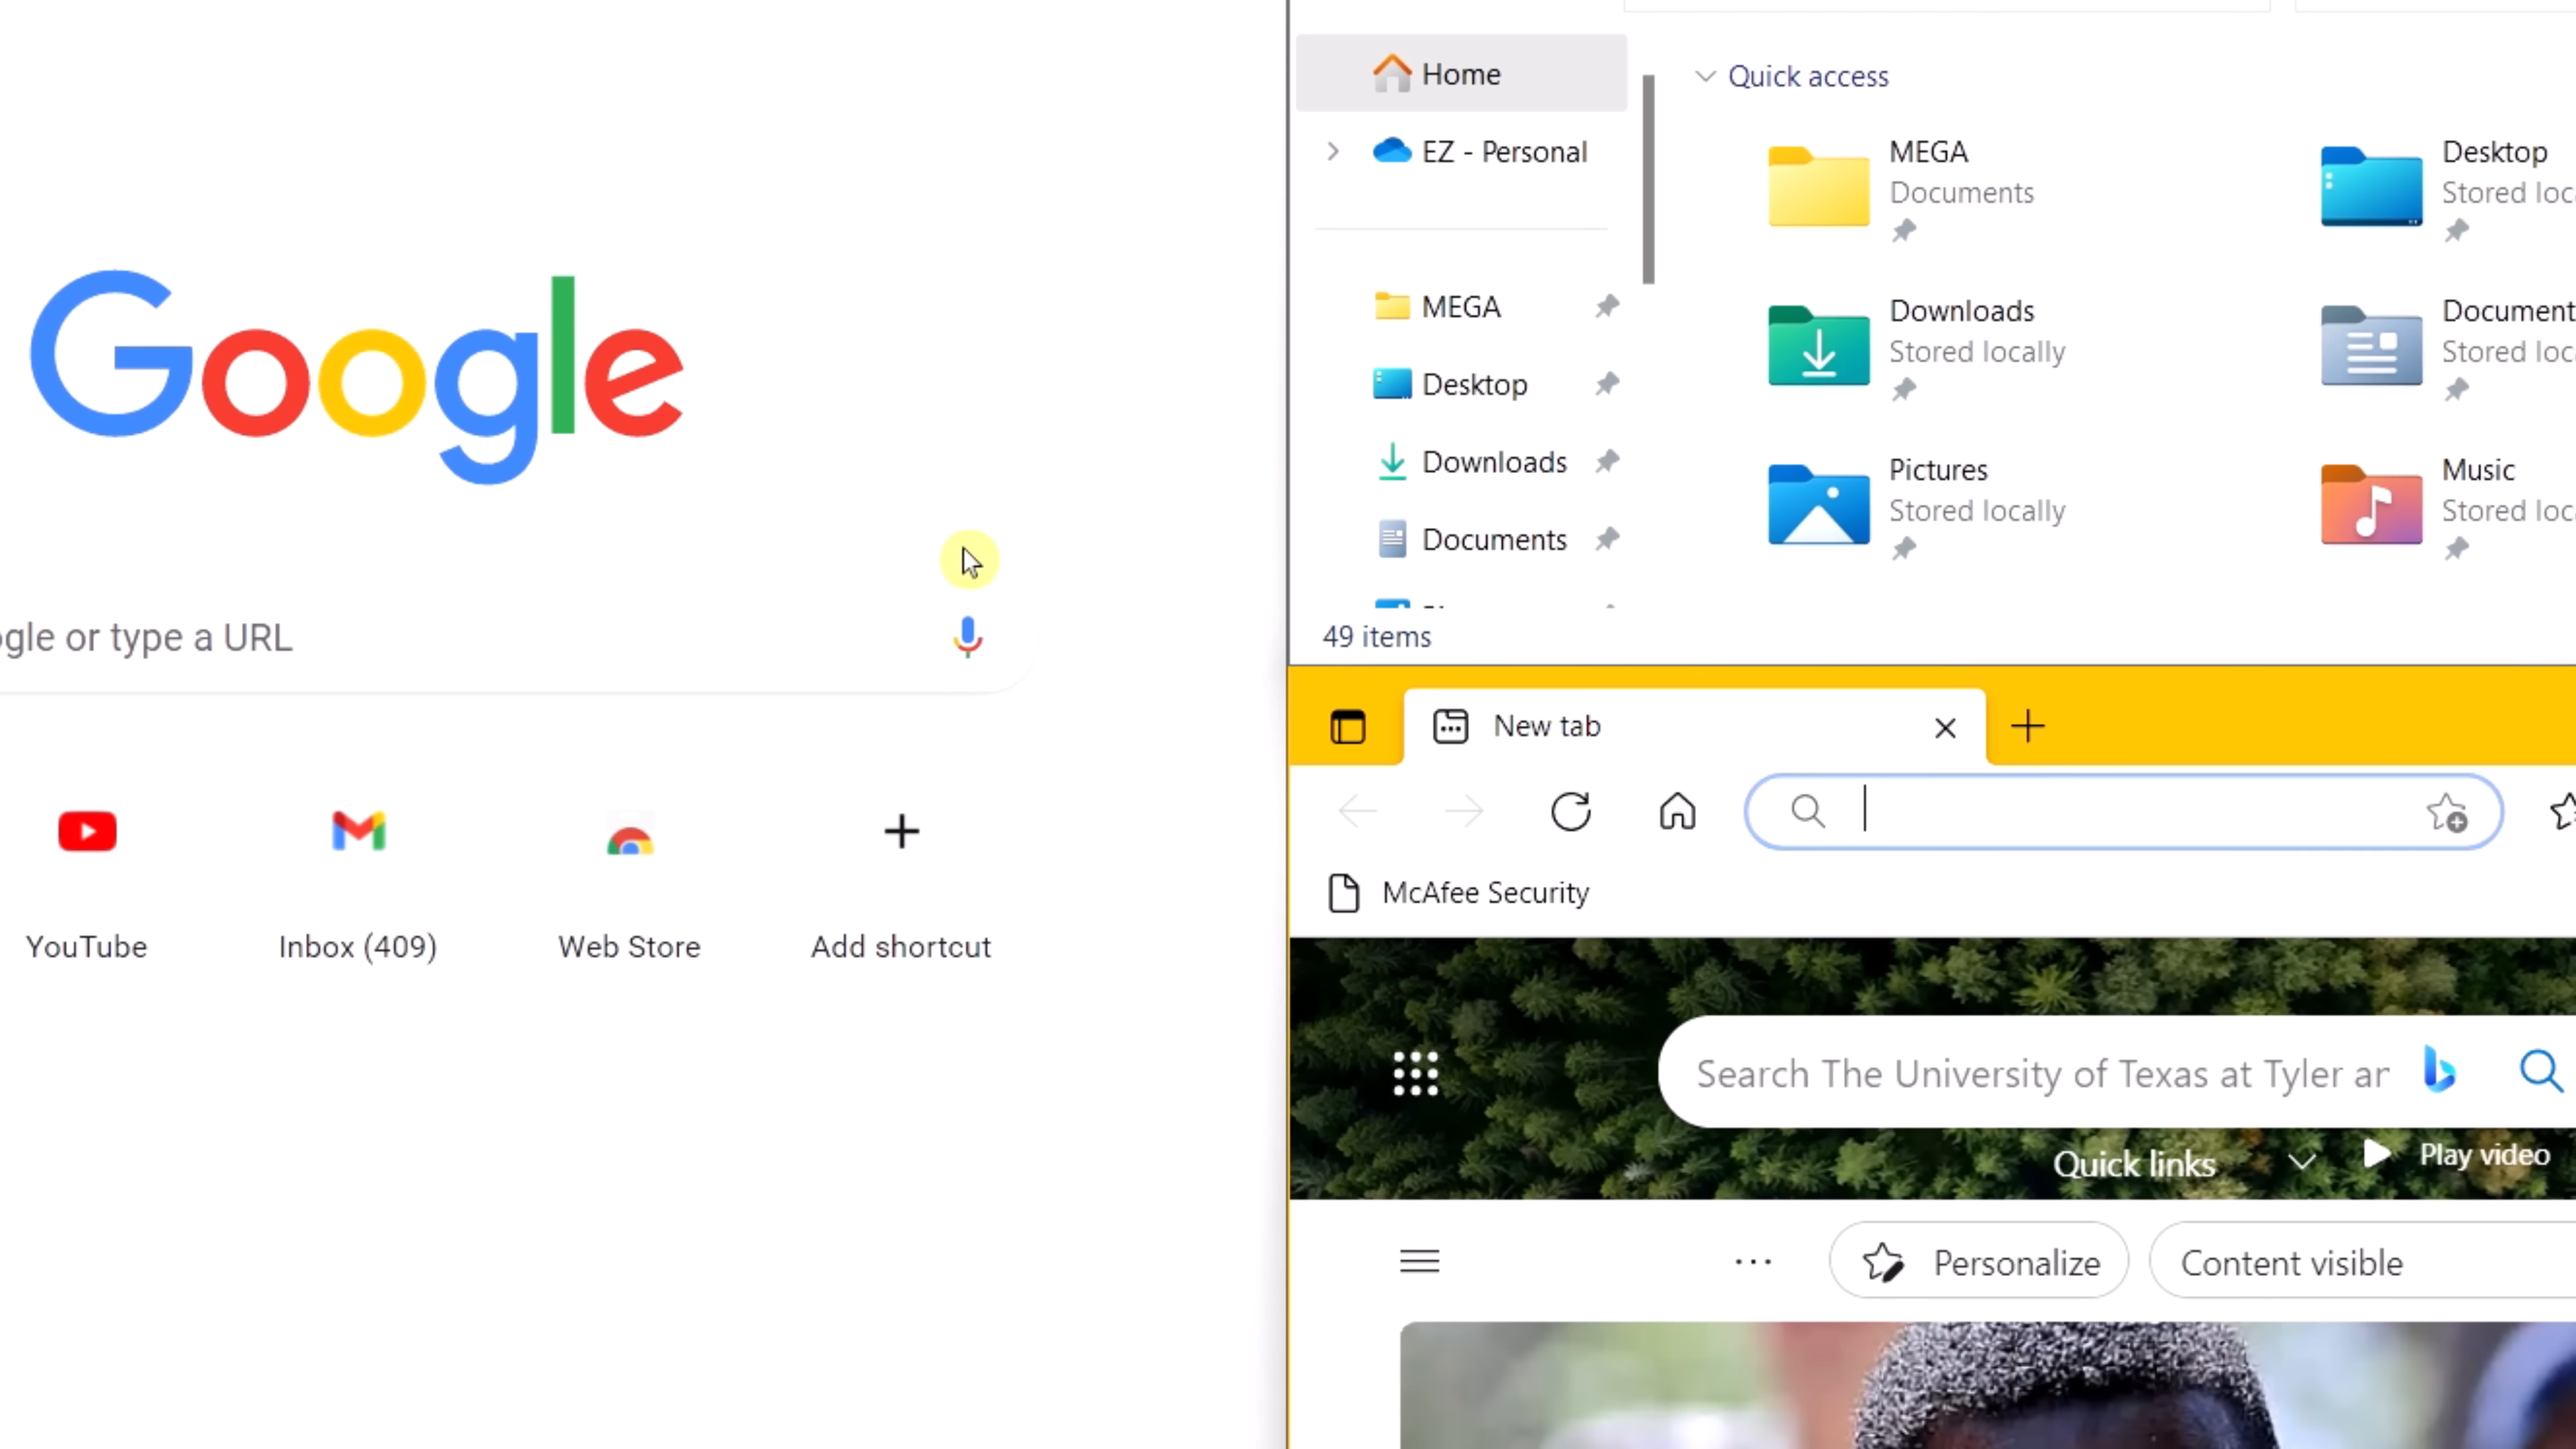 Google
ogle or type a URL
YouTube
Inbox (409)
Web Store
Add shortcut
Home
EZ - Personal
MEGA
Desktop
Downloads
Documents
49 items
Quick access
MEGA
Documents
Desktop
Stored loc
Downloads
Stored locally
Document
Stored loc
Pictures
Stored locally
Music
Stored loc
New tab
McAfee Security
Search The University of Texas at Tyler ar
Quick links
Play video
Personalize
Content visible